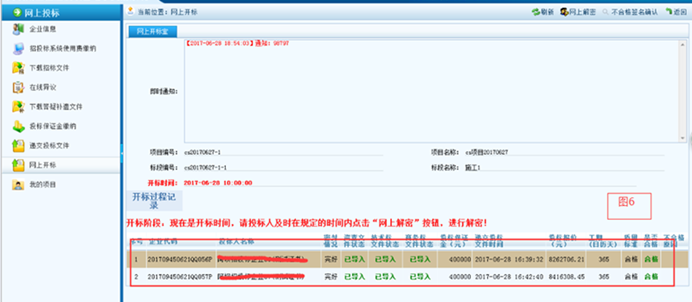 网上投标
当前位置：网上开标
刷新 网上解密 不合格签名确认 返回
企业信息
招投标系统使用费缴纳
下载招标文件
在线异议
下载答疑补遗文件
投标保证金缴纳
递交投标文件
网上开标
我的项目
网上开标室
即时通知：
【2017-06-28 18:54:03】通知：98797
项目编号： cs20170627-1 项目名称： cs项目20170627
标段编号： cs20170627-1-1 标段名称： 施工1
开标时间： 2017-06-28 10:00:00
开标过程记录
图6
开标阶段，现在是开标时间，请投标人及时在规定的时间内点击“网上解密”按钮，进行解密！
序号 企业代码 投标人名称 密封情况 资信文件状态 技术标文件状态 商务标文件状态 投标保证金（元） 递交投标文件时间 投标报价（元） 工期（日历天） 质量标准 是否合格 不合格原因
1 201709450621QQ056P 完好 已导入 已导入 已导入 400000 2017-06-28 16:39:32 8262706.21 365 合格 合格
2 201709450621QQ057P 完好 已导入 已导入 已导入 400000 2017-06-28 16:42:40 8416308.45 365 合格 合格